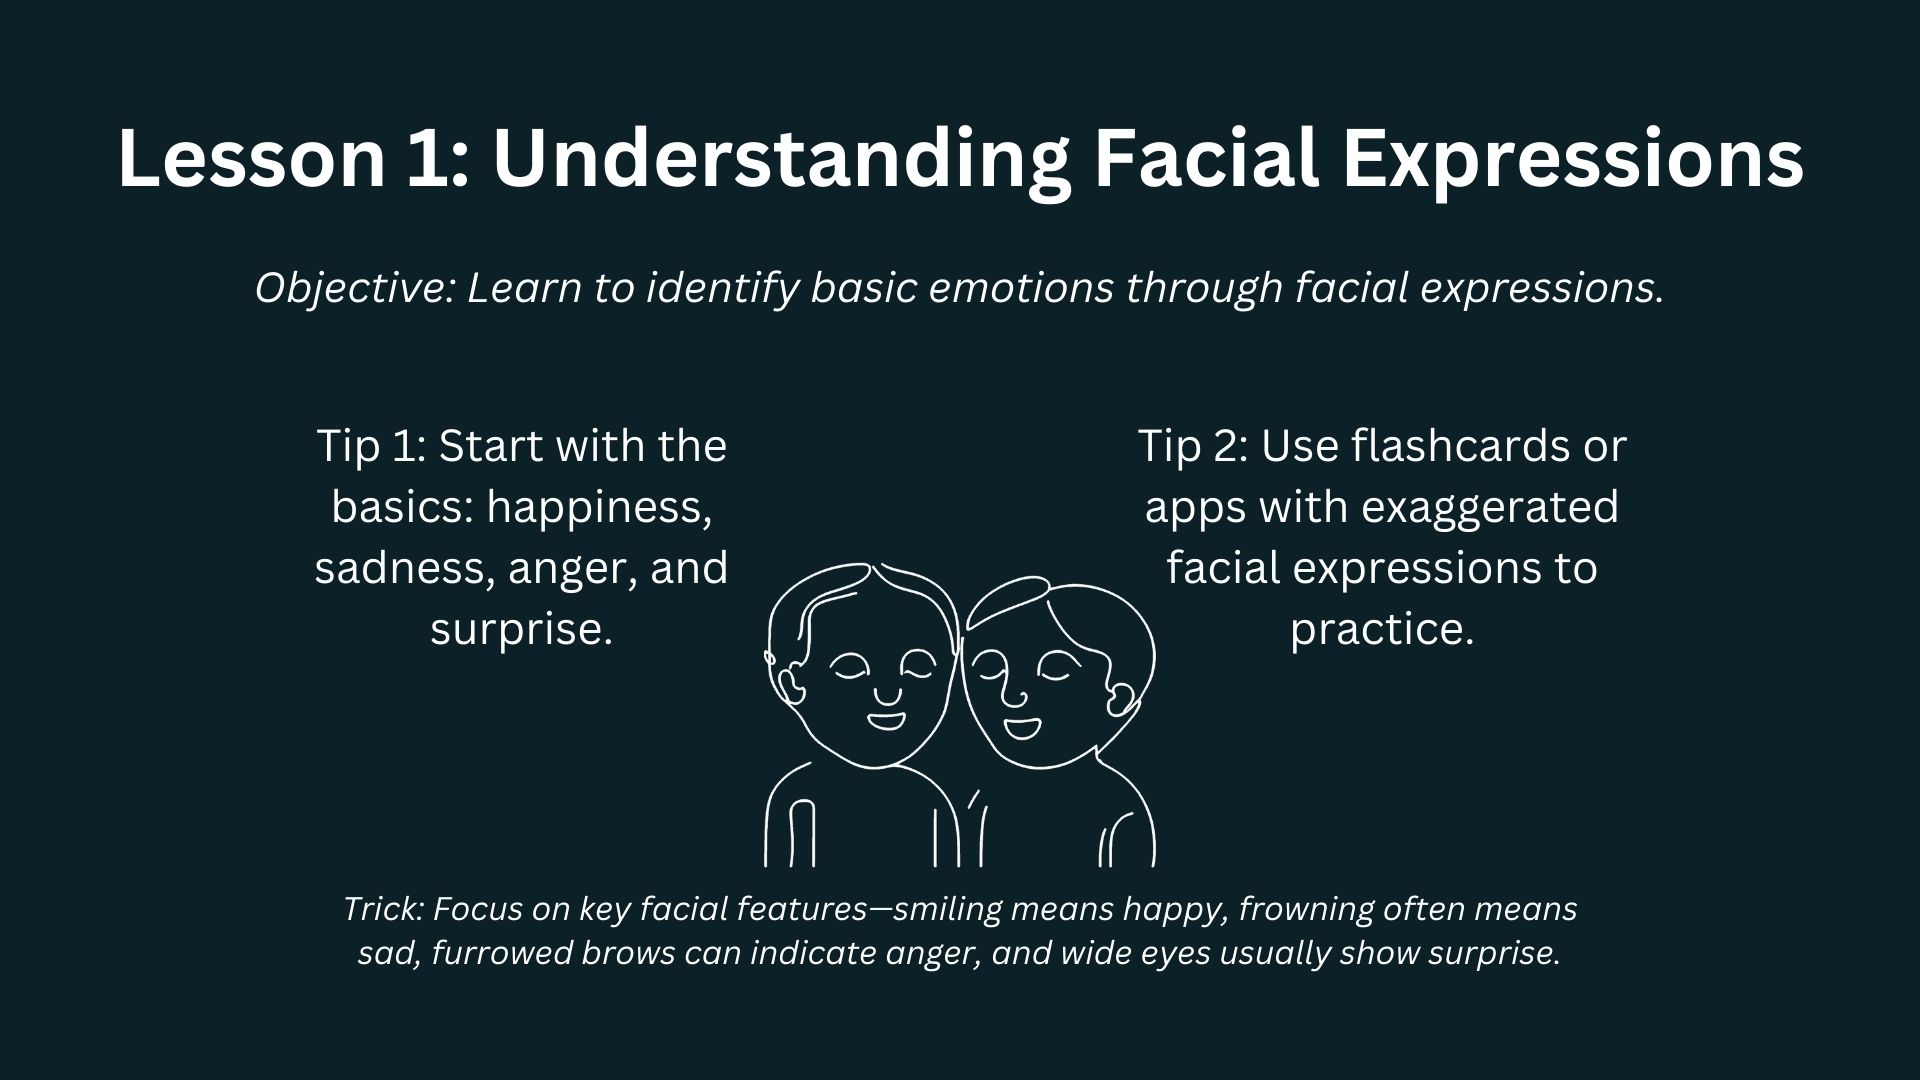 Lesson 1: Understanding Facial Expressions
Objective: Learn to identify basic emotions through facial expressions.
Tip 1: Start with the
basics: happiness,
sadness, anger, and
surprise.
Tip 2: Use flashcards or
apps with exaggerated
facial expressions to
practice.
Trick: Focus on key facial features—smiling means happy, frowning often means
sad, furrowed brows can indicate anger, and wide eyes usually show surprise.